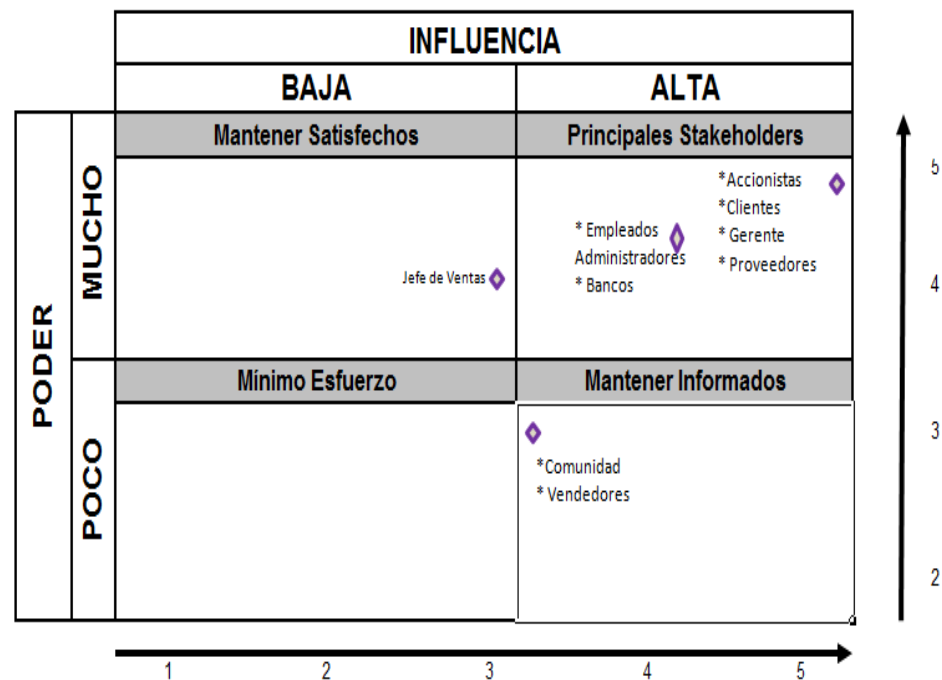 INFLUENCIA
BAJA
ALTA
Mantener Satisfechos
Principales Stakeholders
PODER
MUCHO
*Accionistas
*Clientes
* Gerente
* Proveedores
* Empleados
Administradores
* Bancos
Jefe de Ventas
5
4
Mínimo Esfuerzo
Mantener Informados
POCO
*Comunidad
* Vendedores
3
2
1 2 3 4 5